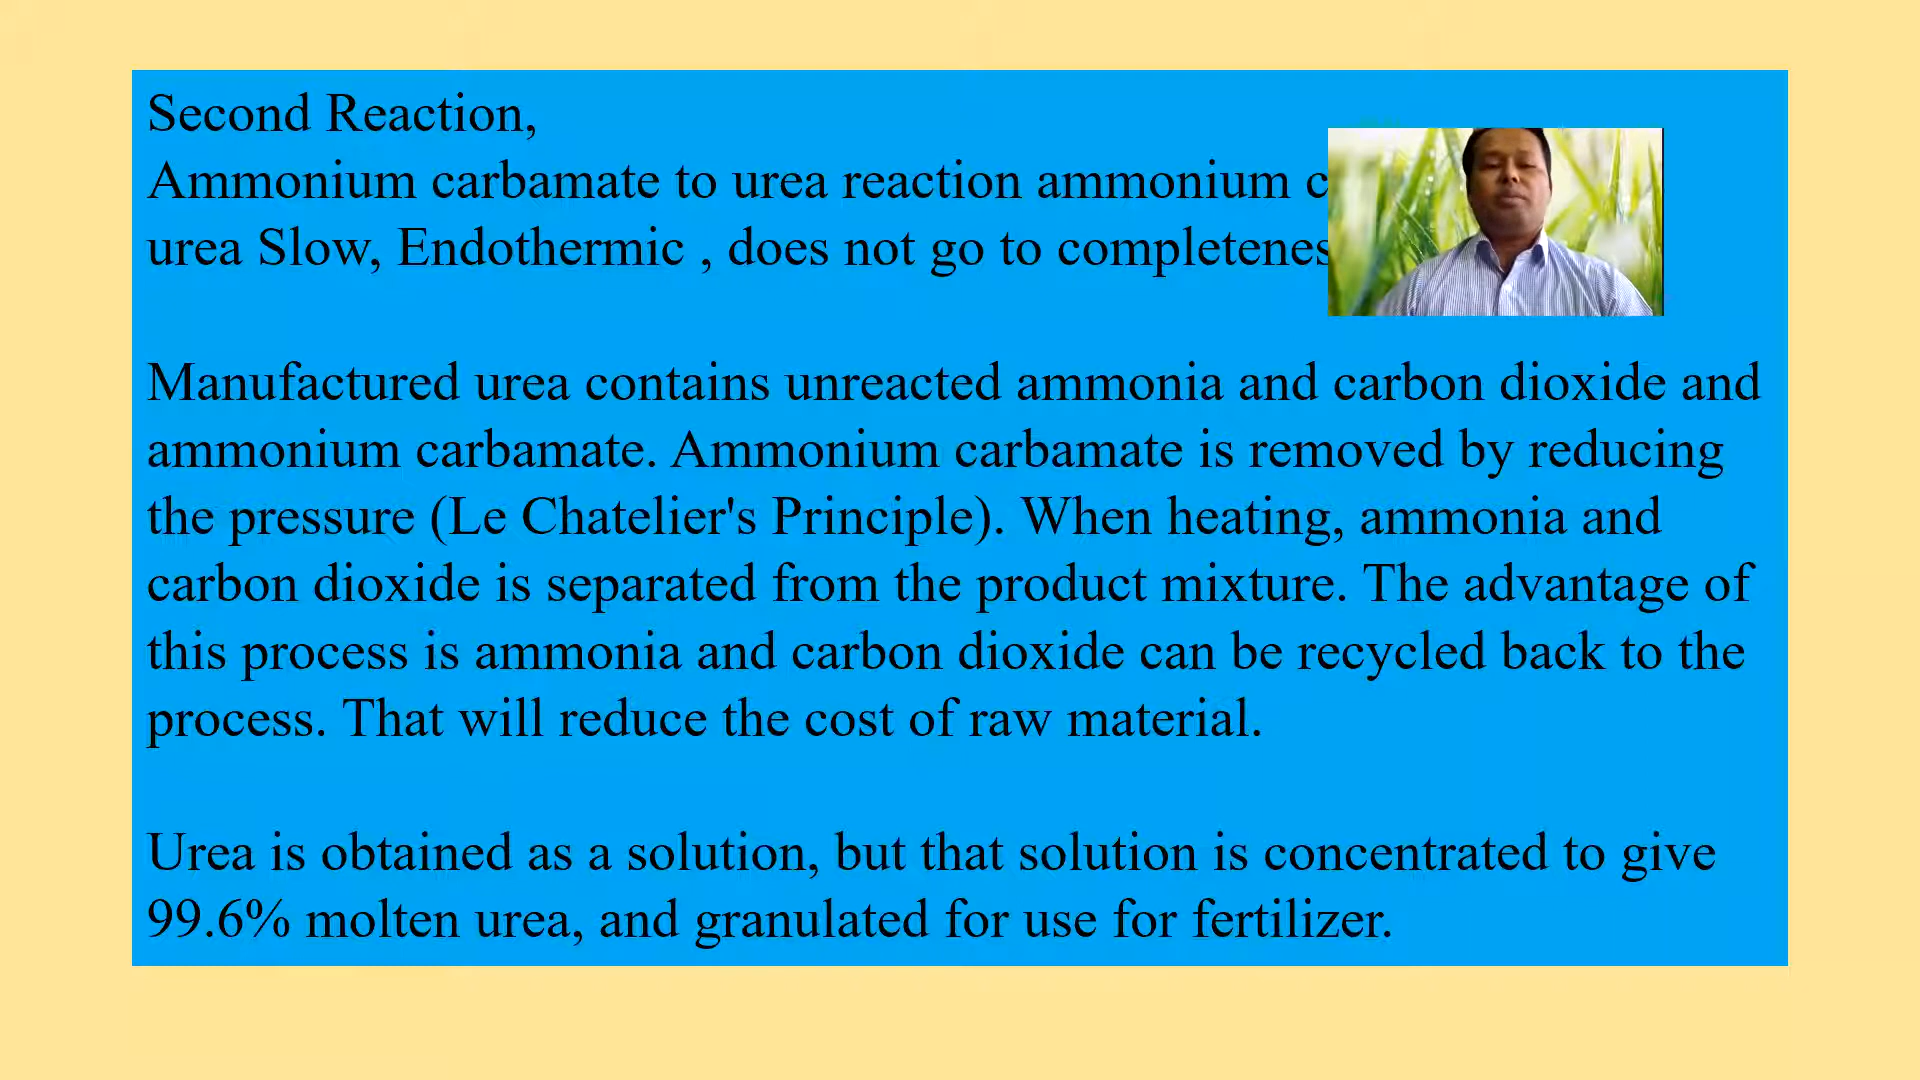 Second Reaction,
Ammonium carbamate to urea reaction ammonium
urea Slow, Endothermic , does not go to
Manufactured urea contains unreacted ammonia and carbon dioxide and
ammonium carbamate. Ammonium carbamate is removed by reducing
the pressure (Le Chatelier's Principle). When heating, ammonia and
carbon dioxide is separated from the product mixture. The advantage of
this process is ammonia and carbon dioxide can be recycled back to the
process. That will reduce the cost of raw material.
Urea is obtained as a solution, but that solution is concentrated to give
99.6% molten urea, and granulated for use for fertilizer.